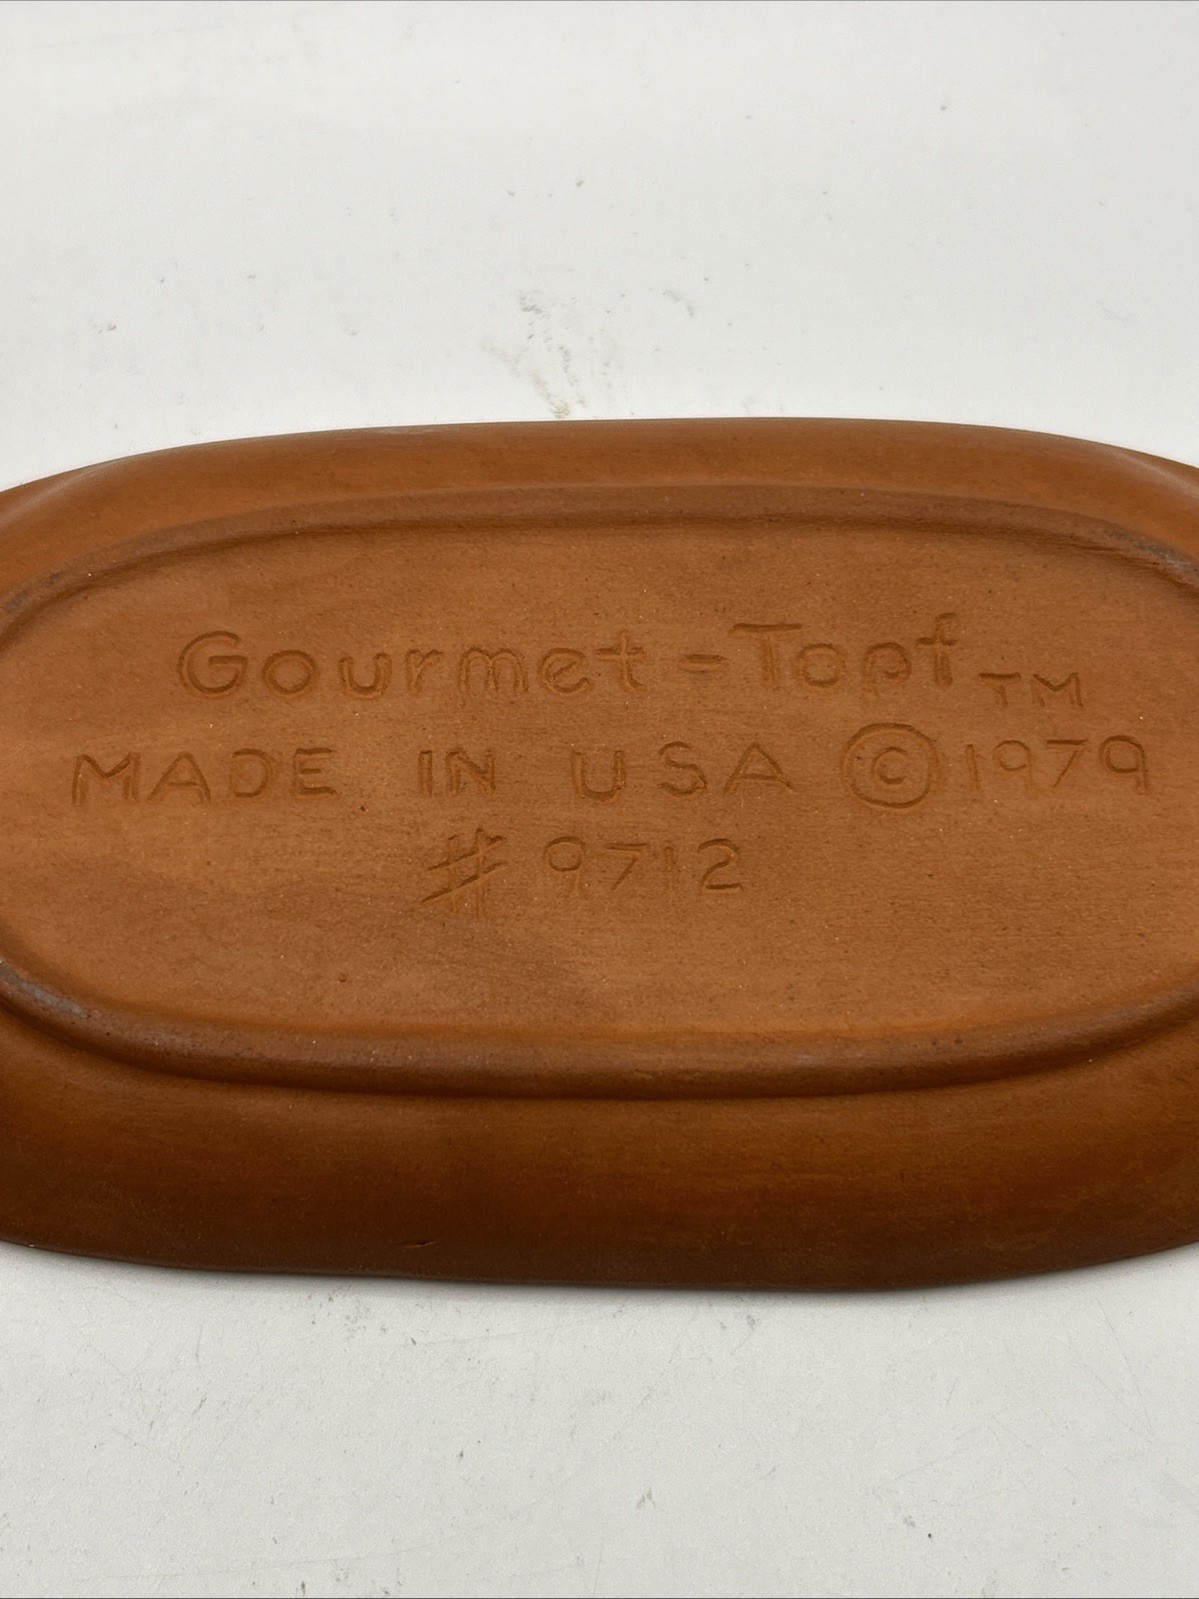 Gourmet-Topf TM
MADE IN USA © 1979
# 9712